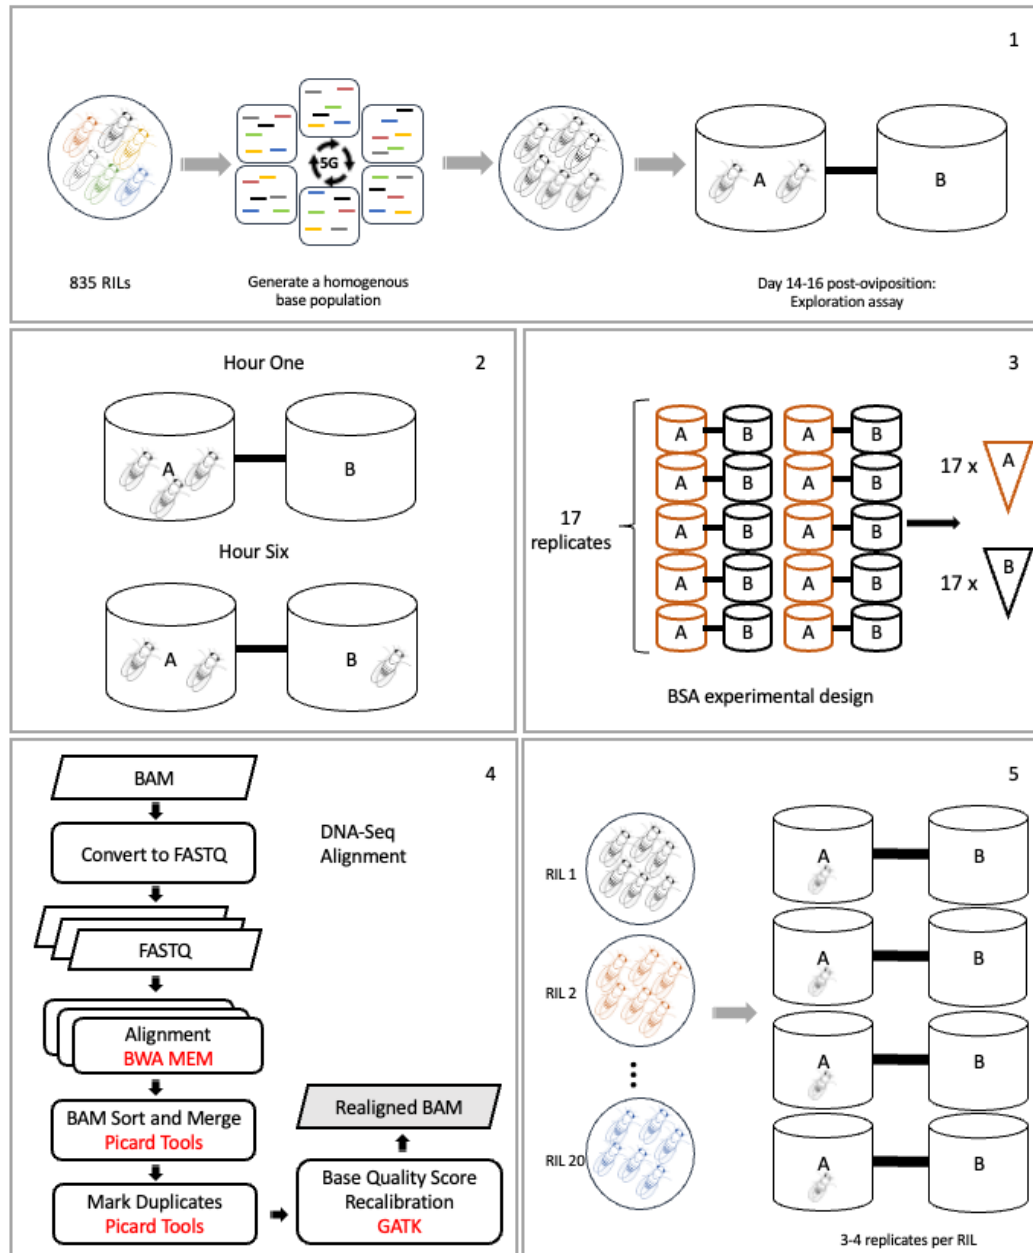 1
5G
A
B
835 RILs
Generate a homogenous
base population
Day 14-16 post-oviposition:
Exploration assay
2
Hour One
A
B
Hour Six
A
B
3
A B A B
A B A B
A B A B
A B A B
A B A B
17
replicates
17 x
A
17 x
B
BSA experimental design
4
BAM
DNA-Seq
Alignment
Convert to FASTQ
FASTQ
Alignment
BWA MEM
BAM Sort and Merge
Picard Tools
Mark Duplicates
Picard Tools
Realigned BAM
Base Quality Score
Recalibration
GATK
5
RIL 1
RIL 2
RIL 20
A B
A B
A B
A B
3-4 replicates per RIL